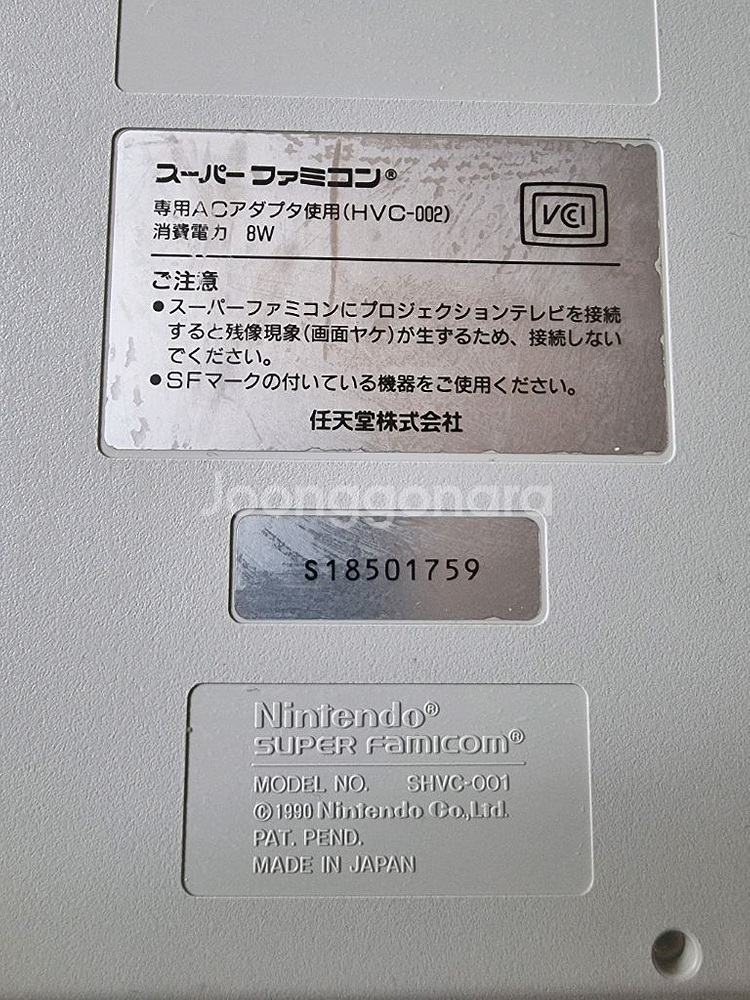 スーパーファミコン®
専用ACアダプタ使用(HVC-002)
消費電力 8W
VCCI
ご注意
●スーパーファミコンにプロジェクションテレビを接続
すると残像現象(画面ヤケ)が生ずるため、接続しない
でください。
●SFマークの付いている機器をご使用ください。
任天堂株式会社
Joonggonara
S18501759
Nintendo®
SUPER FAMICOM®
MODEL NO. SHVC-001
©1990 Nintendo Co.,Ltd.
PAT. PEND.
MADE IN JAPAN